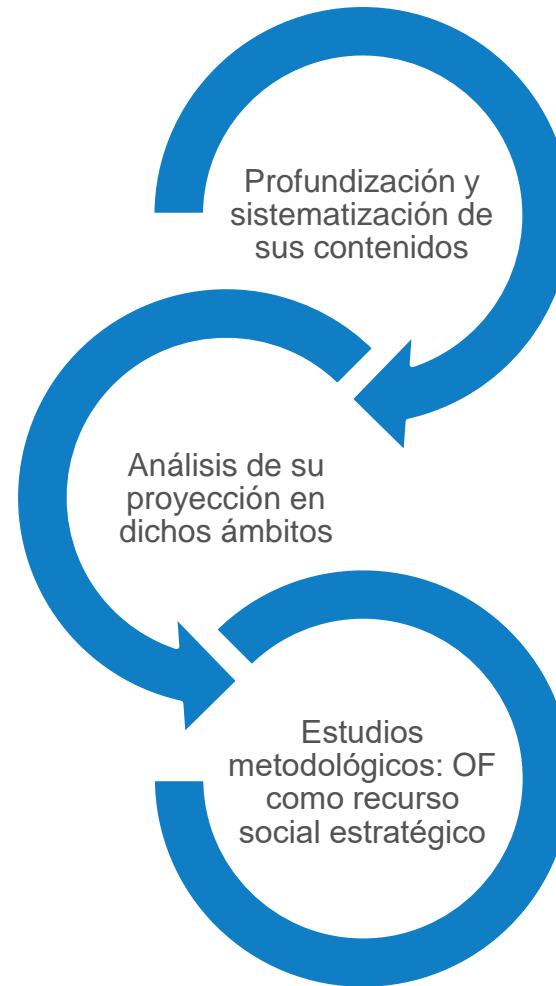 Profundización y
sistematización de
sus contenidos
Análisis de su
proyección en
dichos ámbitos
Estudios
metodológicos: OF
como recurso
social estratégico